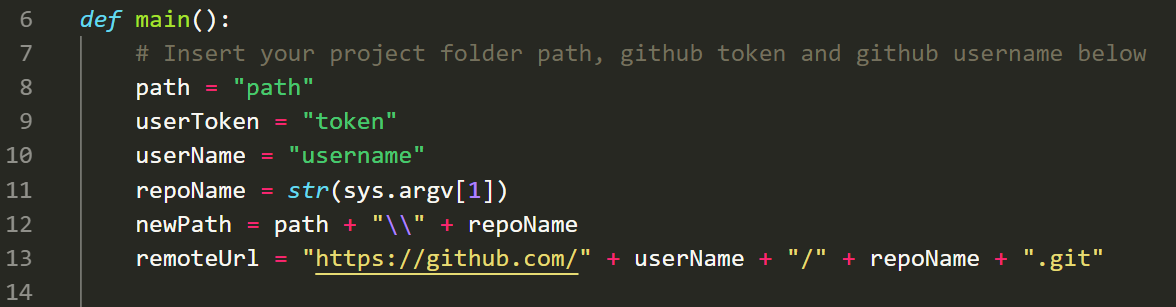 6 def main():
7 # Insert your project folder path, github token and github username below
8 path = "path"
9 userToken = "token"
10 userName = "username"
11 repoName = str(sys.argv[1])
12 newPath = path + "\\" + repoName
13 remoteUrl = "https://github.com/" + userName + "/" + repoName + ".git"
14